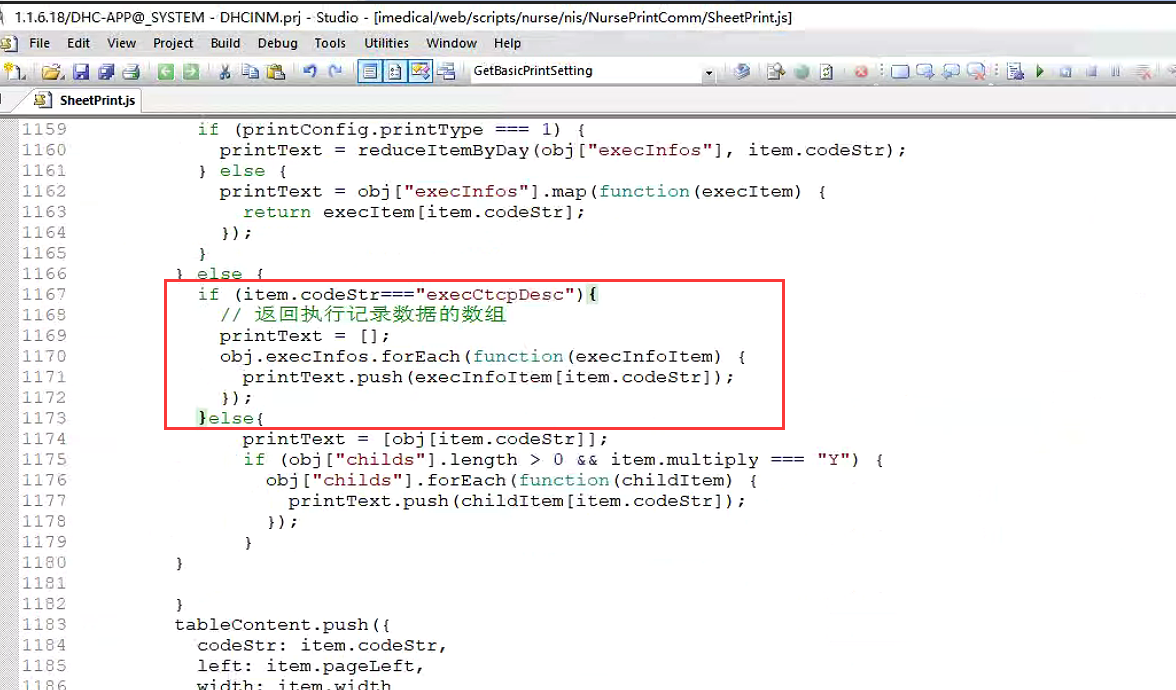 1.1.6.18/DHC-APP@_SYSTEM - DHCINM.prj - Studio - [imedical/web/scripts/nurse/nis/NursePrintComm/SheetPrint.js]
File Edit View Project Build Debug Tools Utilities Window Help
GetBasicPrintSetting
SheetPrint.js
1159 if (printConfig.printType === 1) {
1160 printText = reduceItemByDay(obj["execInfos"], item.codeStr);
1161 } else {
1162 printText = obj["execInfos"].map(function(execItem) {
1163 return execItem[item.codeStr];
1164 });
1165 }
1166 } else {
1167 if (item.codeStr==="execCtcpDesc"){
1168 // 返回执行记录数据的数组
1169 printText = [];
1170 obj.execInfos.forEach(function(execInfoItem) {
1171 printText.push(execInfoItem[item.codeStr]);
1172 });
1173 }else{
1174 printText = [obj[item.codeStr]];
1175 if (obj["childs"].length > 0 && item.multiply === "Y") {
1176 obj["childs"].forEach(function(childItem) {
1177 printText.push(childItem[item.codeStr]);
1178 });
1179 }
1180 }
1181
1182 }
1183 tableContent.push({
1184 codeStr: item.codeStr,
1185 left: item.pageLeft,
1186 width: item.width